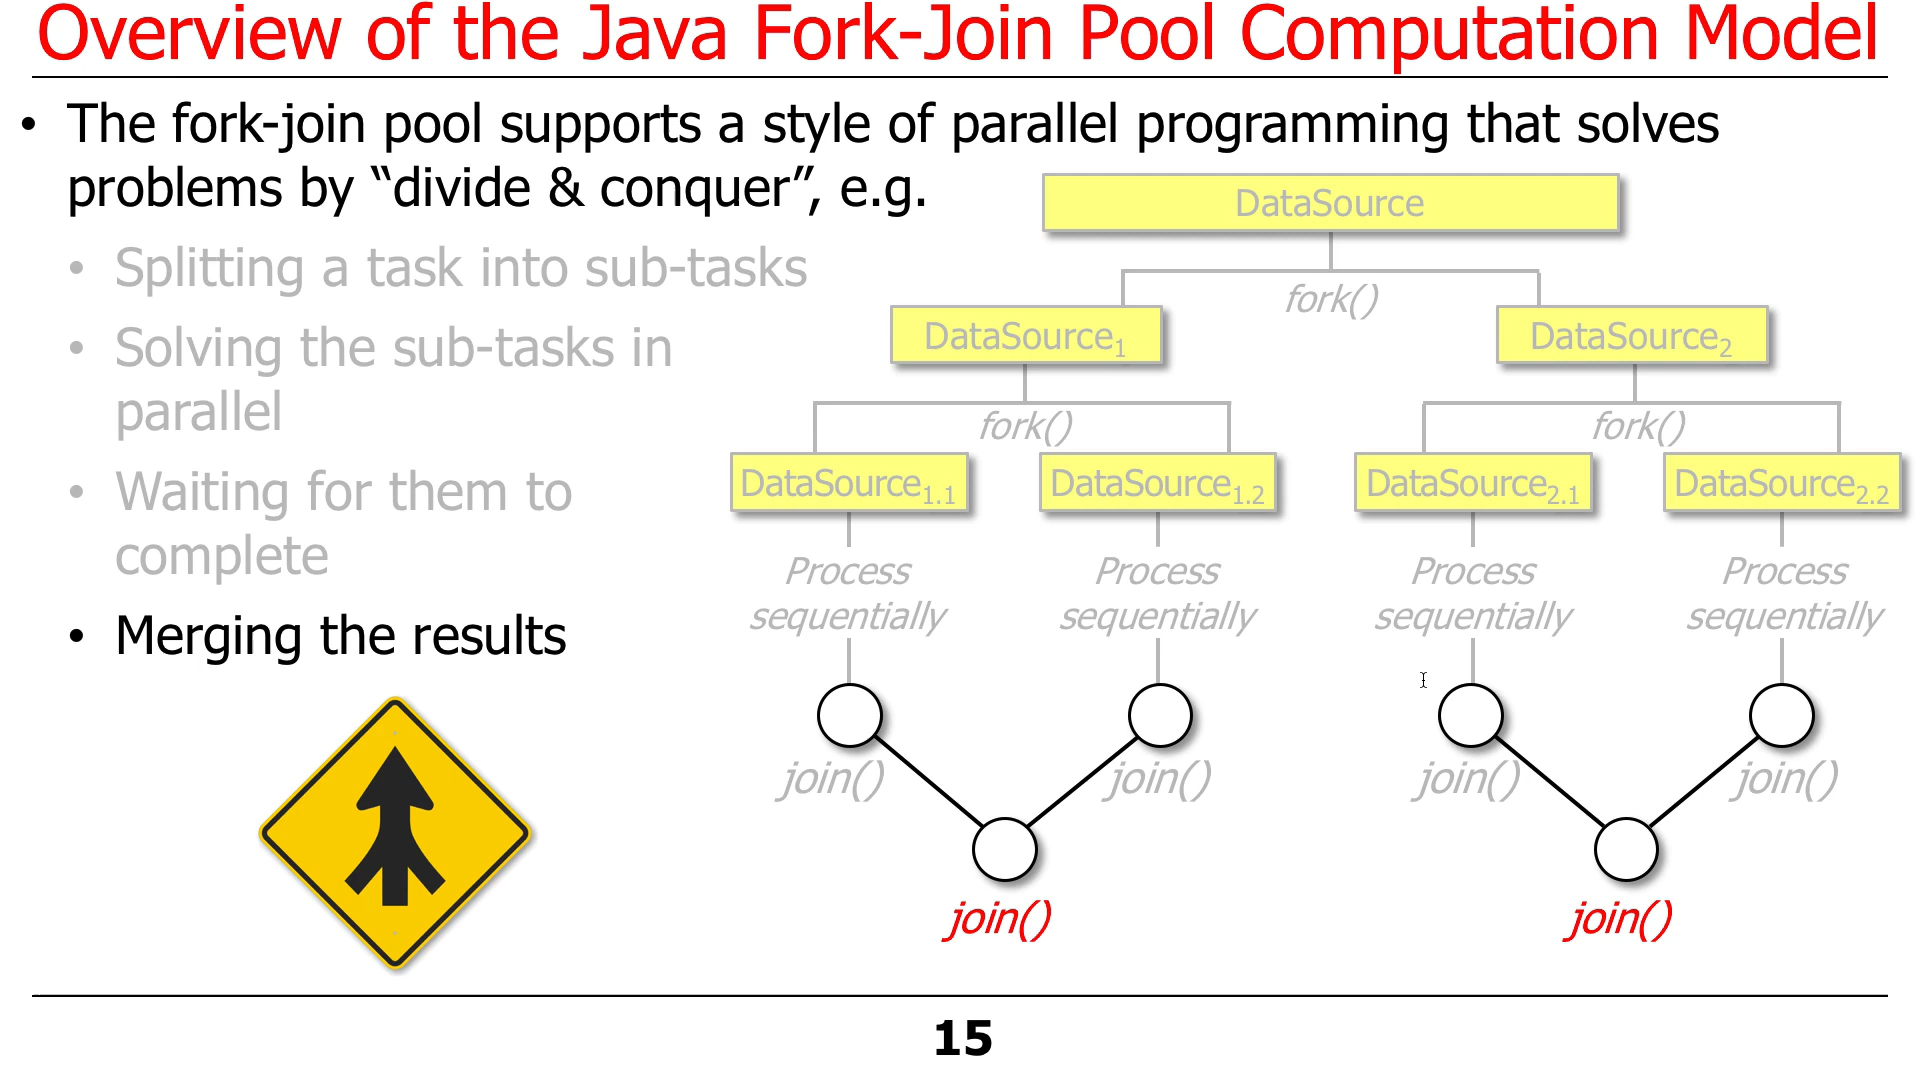 Overview of the Java Fork-Join Pool Computation Model
• The fork-join pool supports a style of parallel programming that solves
problems by “divide & conquer”, e.g.
• Splitting a task into sub-tasks
• Solving the sub-tasks in
parallel
• Waiting for them to
complete
• Merging the results
DataSource
fork()
DataSource1 DataSource2
fork() fork()
DataSource1.1 DataSource1.2 DataSource2.1 DataSource2.2
Process Process Process Process
sequentially sequentially sequentially sequentially
join() join() join() join()
join() join()
15